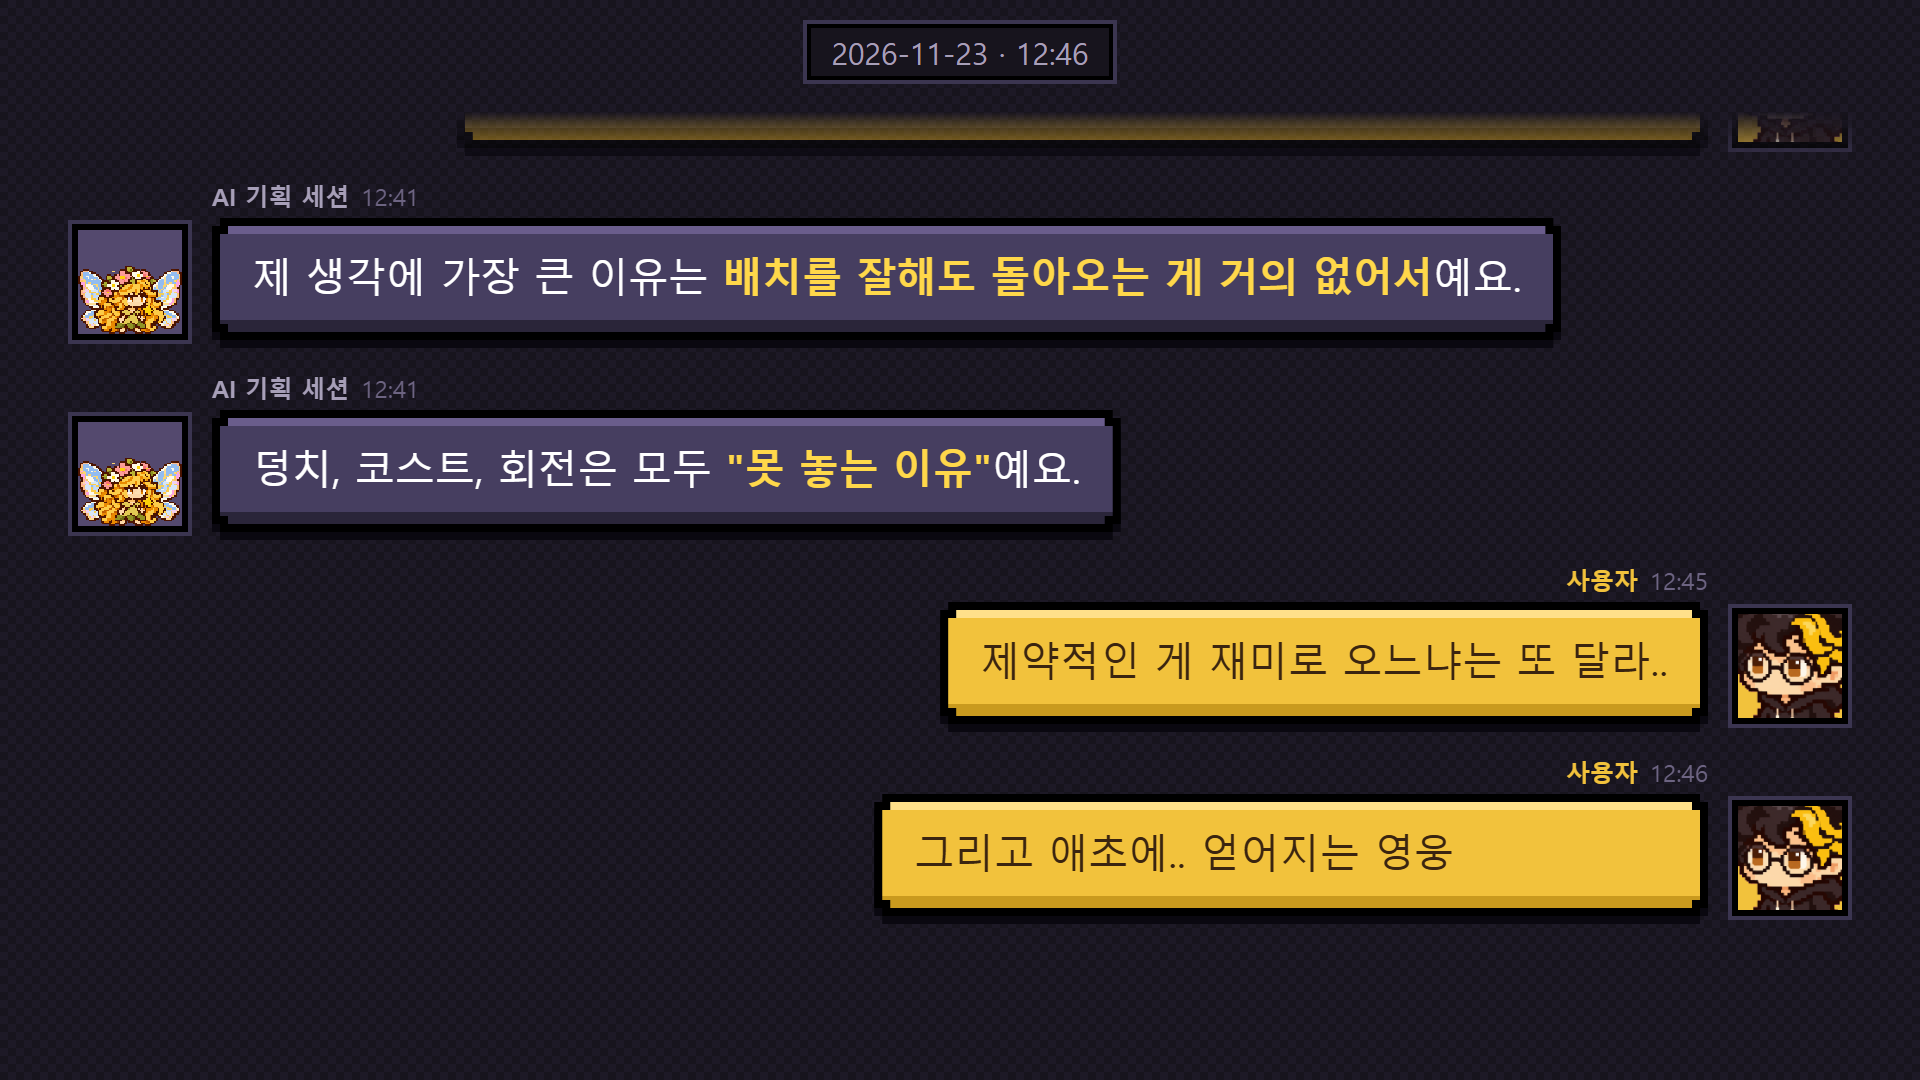 2026-11-23 · 12:46
AI 기획 세션 12:41
제 생각에 가장 큰 이유는 배치를 잘해도 돌아오는 게 거의 없어서예요.
AI 기획 세션 12:41
덩치, 코스트, 회전은 모두 "못 놓는 이유"예요.
사용자 12:45
제약적인 게 재미로 오느냐는 또 달라..
사용자 12:46
그리고 애초에.. 얻어지는 영웅